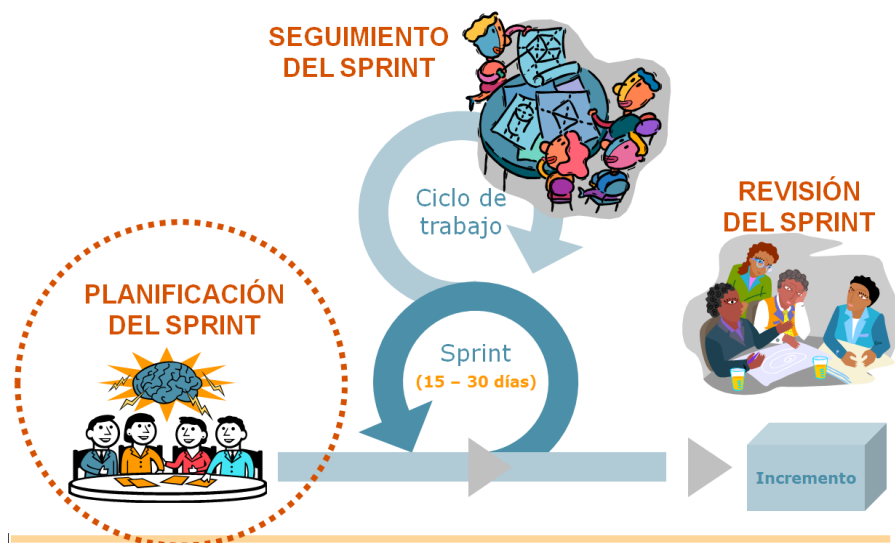 SEGUIMIENTO
DEL SPRINT
Ciclo de
trabajo
REVISIÓN
DEL SPRINT
PLANIFICACIÓN
DEL SPRINT
Sprint
(15 – 30 días)
Incremento